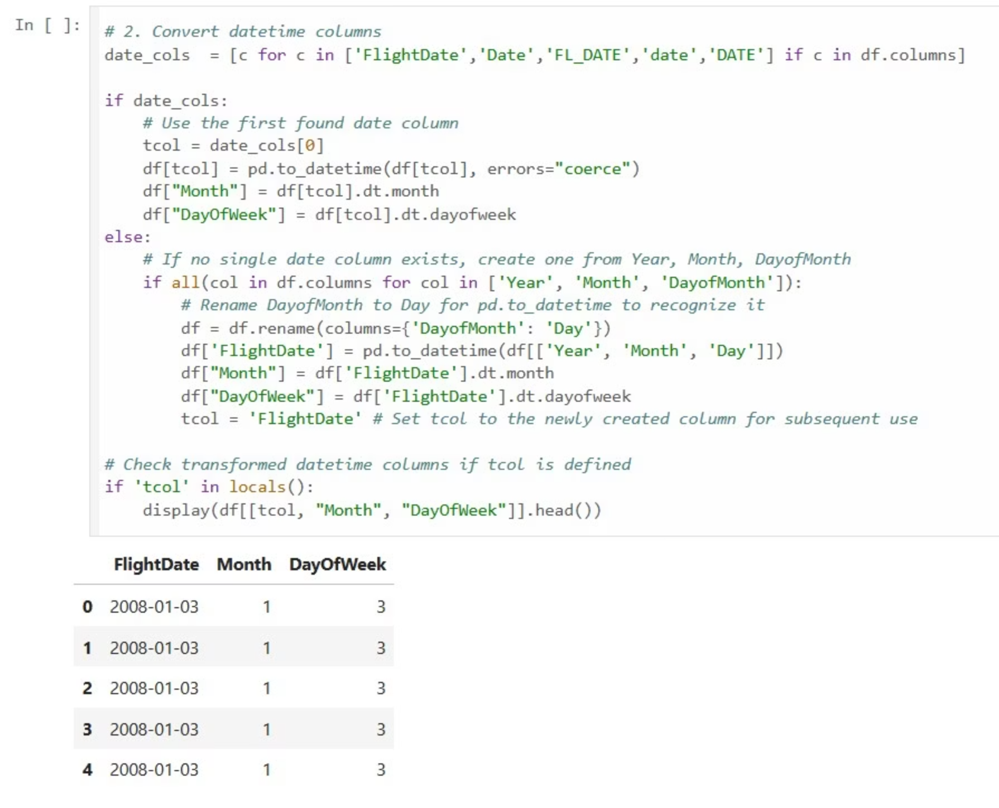 In [ ]:
# 2. Convert datetime columns
date_cols  = [c for c in ['FlightDate','Date','FL_DATE','date','DATE'] if c in df.columns]

if date_cols:
    # Use the first found date column
    tcol = date_cols[0]
    df[tcol] = pd.to_datetime(df[tcol], errors="coerce")
    df["Month"] = df[tcol].dt.month
    df["DayOfWeek"] = df[tcol].dt.dayofweek
else:
    # If no single date column exists, create one from Year, Month, DayofMonth
    if all(col in df.columns for col in ['Year', 'Month', 'DayofMonth']):
        # Rename DayofMonth to Day for pd.to_datetime to recognize it
        df = df.rename(columns={'DayofMonth': 'Day'})
        df['FlightDate'] = pd.to_datetime(df[['Year', 'Month', 'Day']])
        df["Month"] = df['FlightDate'].dt.month
        df["DayOfWeek"] = df['FlightDate'].dt.dayofweek
        tcol = 'FlightDate' # Set tcol to the newly created column for subsequent use

# Check transformed datetime columns if tcol is defined
if 'tcol' in locals():
    display(df[[tcol, "Month", "DayOfWeek"]].head())
FlightDate Month DayOfWeek
0 2008-01-03 1 3
1 2008-01-03 1 3
2 2008-01-03 1 3
3 2008-01-03 1 3
4 2008-01-03 1 3